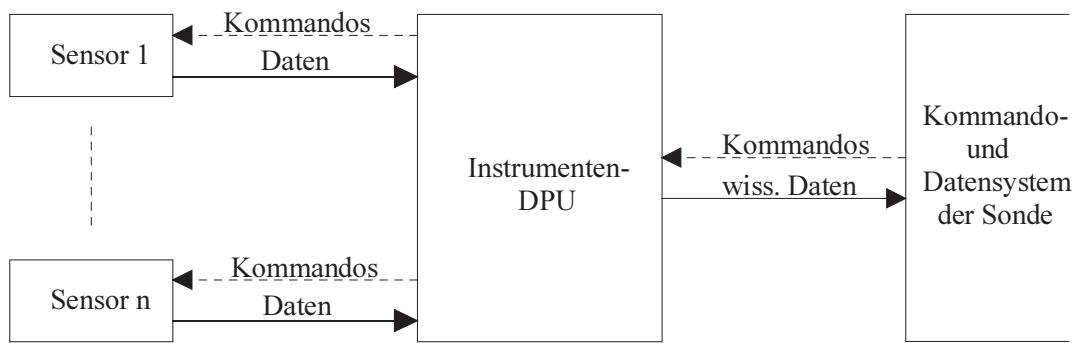 Sensor 1
Kommandos
Daten
Instrumenten-
DPU
Kommandos
wiss. Daten
Kommando-
und
Datensystem
der Sonde
Sensor n
Kommandos
Daten